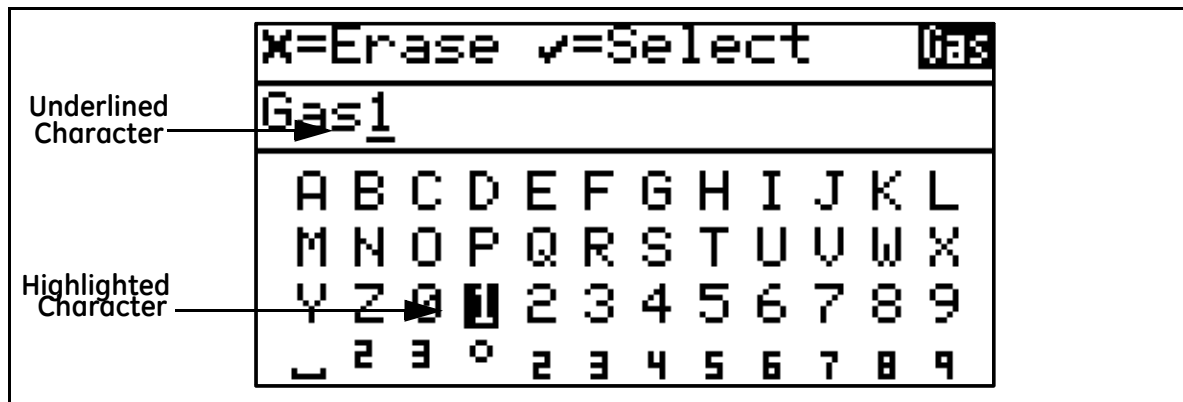 ✖=Erase ✔=Select Gas
Underlined
Character
Gas1
A B C D E F G H I J K L
M N O P Q R S T U V W X
Highlighted
Character
Y Z 0 1 2 3 4 5 6 7 8 9
⎵ ² ³ ° ₂ ₃ ₄ ₅ ₆ ₇ ₈ ₉